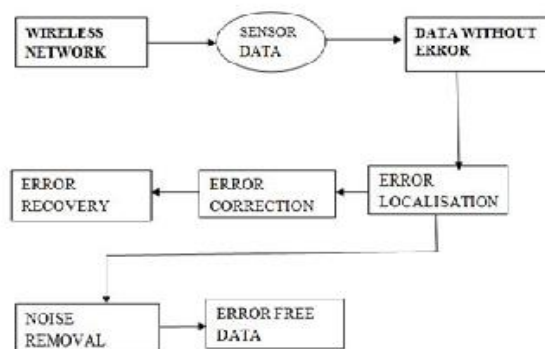 WIRELESS
NETWORK
SENSOR
DATA
DATA WITHOUT
ERROR
ERROR
RECOVERY
ERROR
CORRECTION
ERROR
LOCALISATION
NOISE
REMOVAL
ERROR FREE
DATA